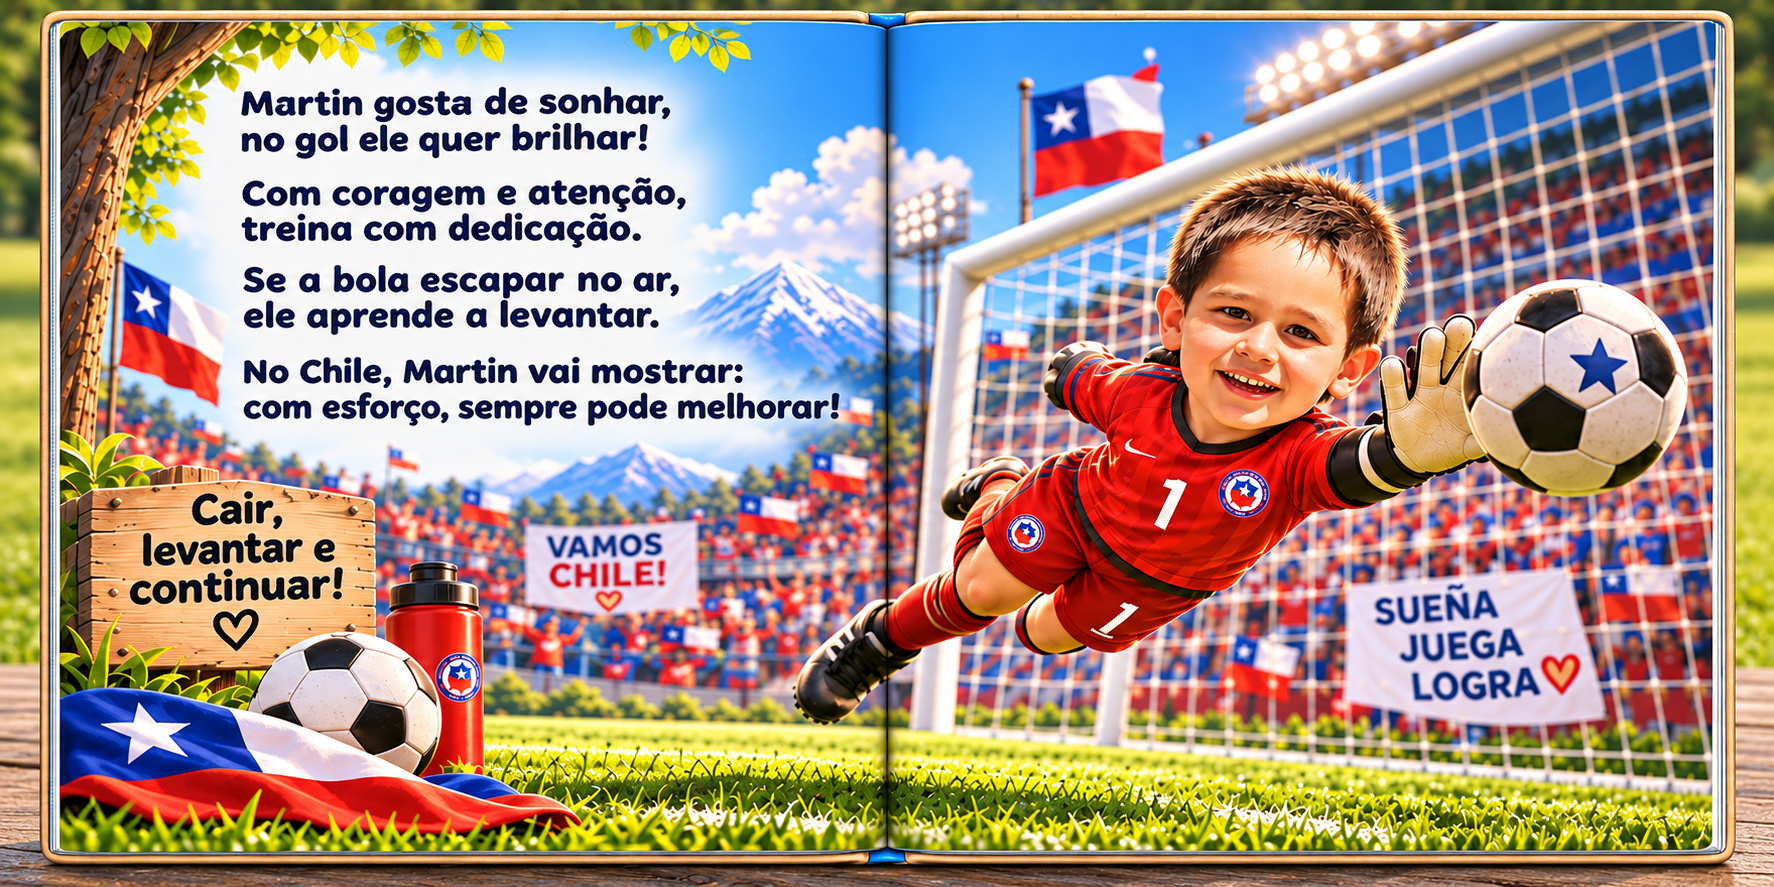 Martin gosta de sonhar,
no gol ele quer brilhar!
Com coragem e atenção,
treina com dedicação.
Se a bola escapar no ar,
ele aprende a levantar.
No Chile, Martin vai mostrar:
com esforço, sempre pode melhorar!
Cair,
levantar e
continuar!
VAMOS
CHILE!
1
1
SUEÑA
JUEGA
LOGRA